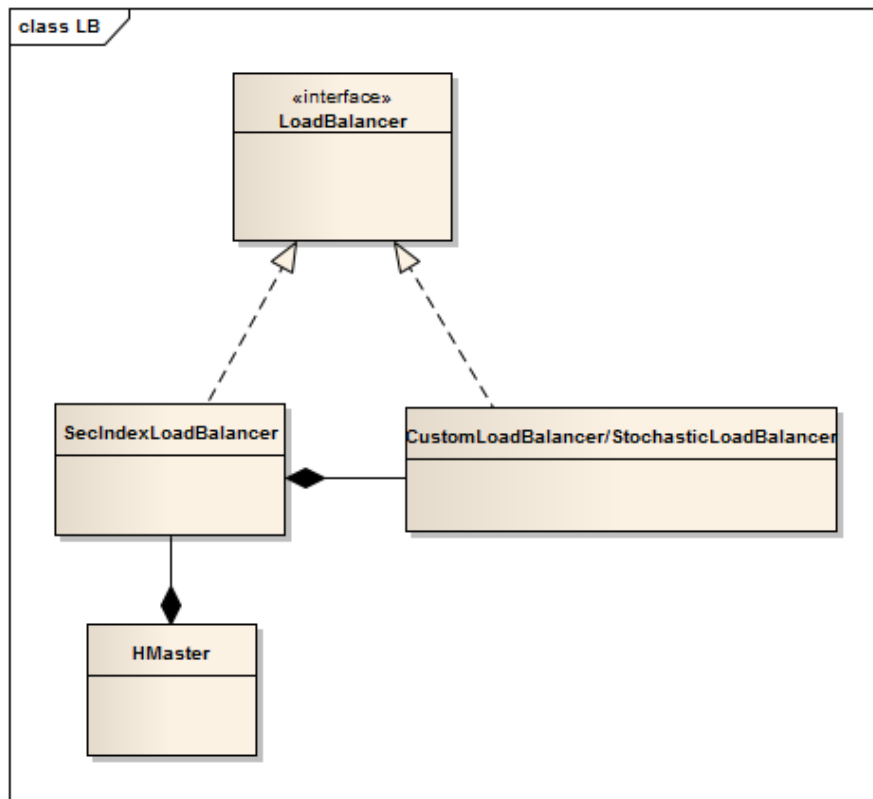 class LB
«interface»
LoadBalancer
SecIndexLoadBalancer
CustomLoadBalancer/StochasticLoadBalancer
HMaster